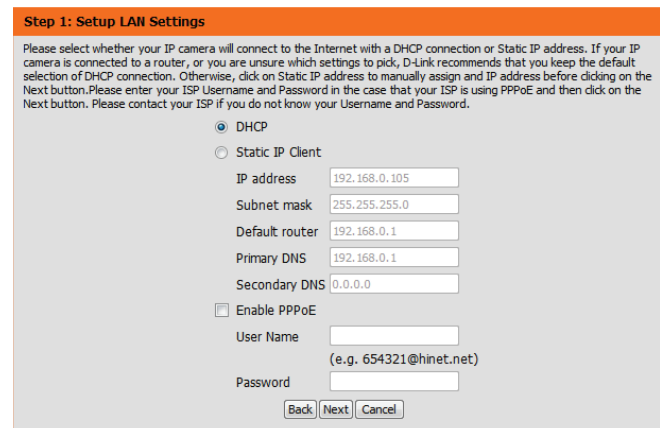 Step 1: Setup LAN Settings
Please select whether your IP camera will connect to the Internet with a DHCP connection or Static IP address. If your IP
camera is connected to a router, or you are unsure which settings to pick, D-Link recommends that you keep the default
selection of DHCP connection. Otherwise, click on Static IP address to manually assign and IP address before clicking on the
Next button.Please enter your ISP Username and Password in the case that your ISP is using PPPoE and then click on the
Next button. Please contact your ISP if you do not know your Username and Password.
DHCP
Static IP Client
IP address 192.168.0.105
Subnet mask 255.255.255.0
Default router 192.168.0.1
Primary DNS 192.168.0.1
Secondary DNS 0.0.0.0
Enable PPPoE
User Name
(e.g. 654321@hinet.net)
Password
Back Next Cancel